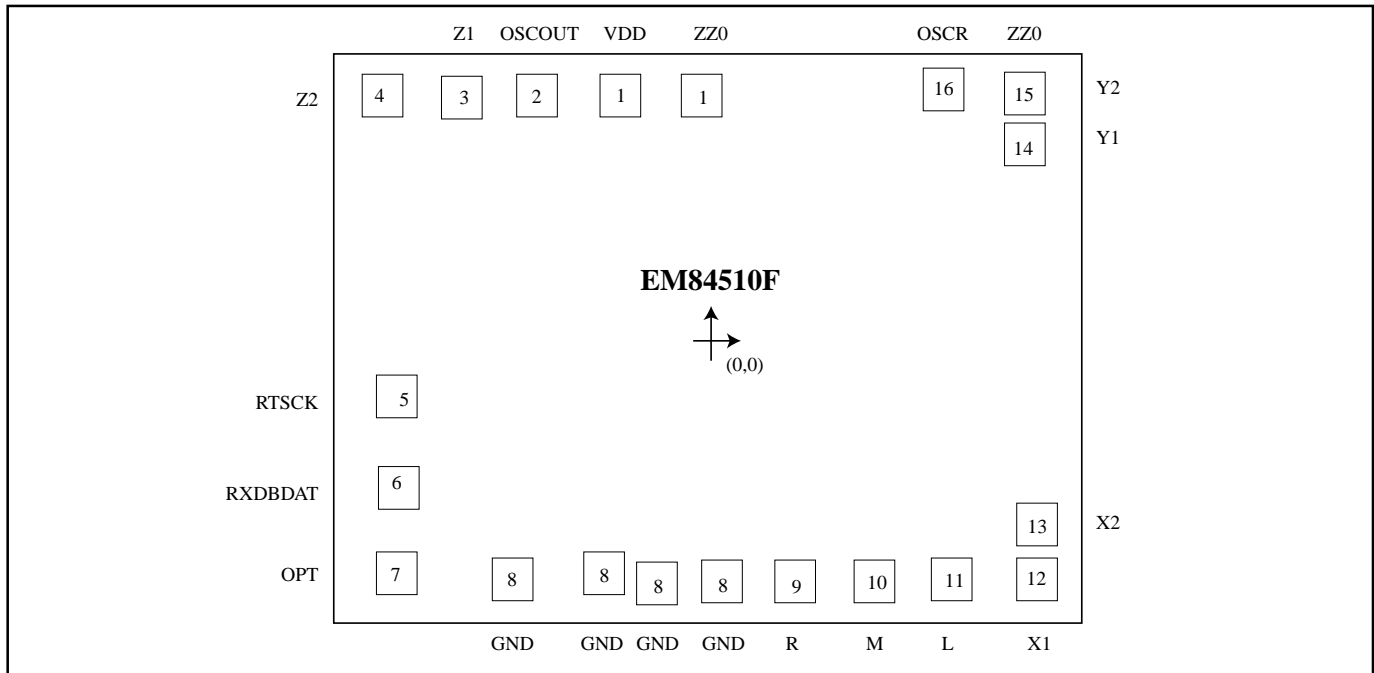 Z1 OSCOUT VDD ZZ0 OSCR ZZ0
Z2 4 3 2 1 1 16 15 Y2
14 Y1
EM84510F
(0,0)
RTSCK 5
RXDBDAT 6
13 X2
OPT 7 8 8 8 8 9 10 11 12
GND GND GND GND R M L X1